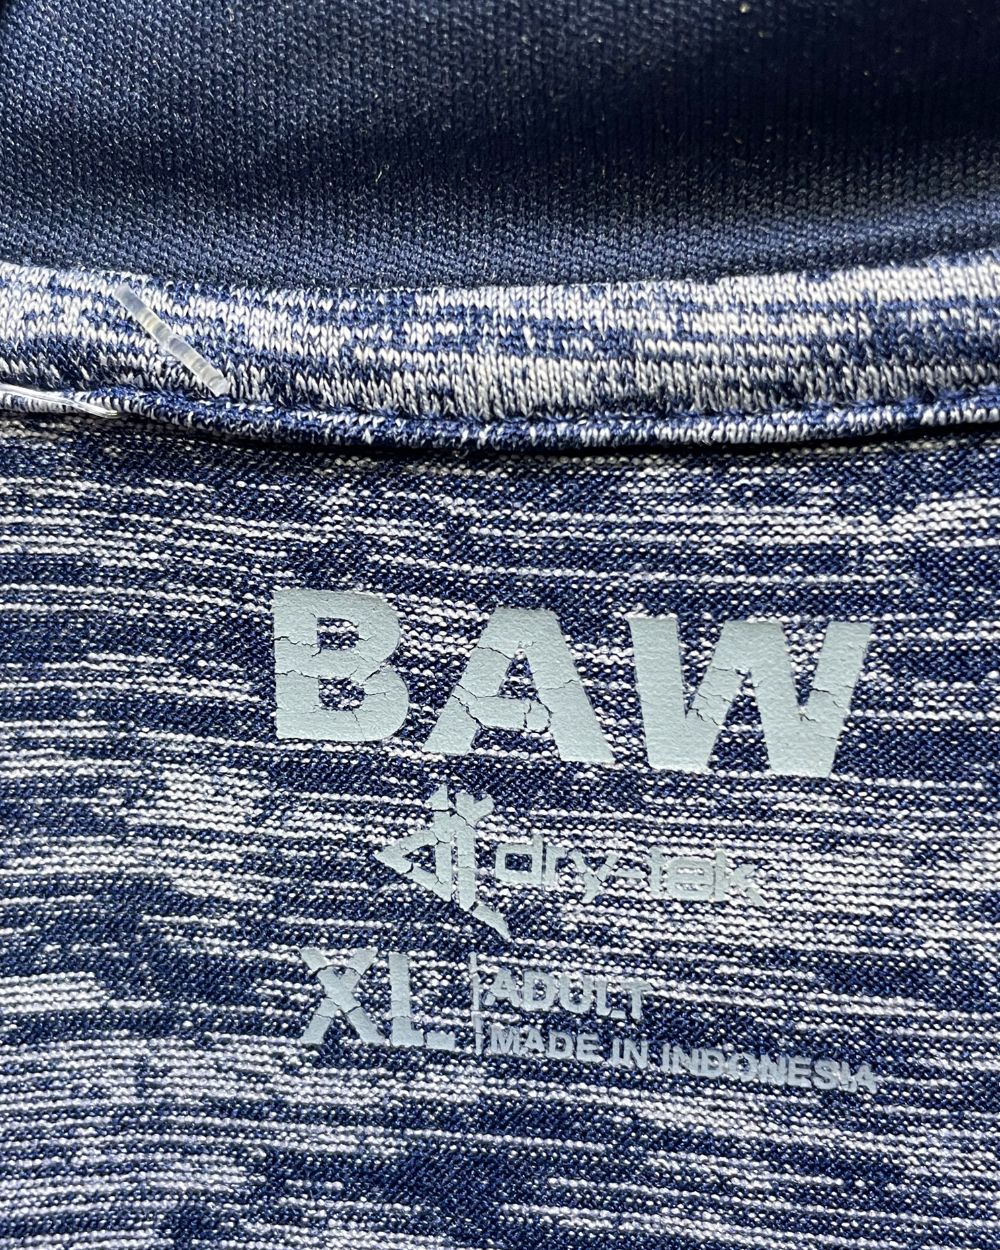 BAW
dry-tek
XL
ADULT
MADE IN INDONESIA